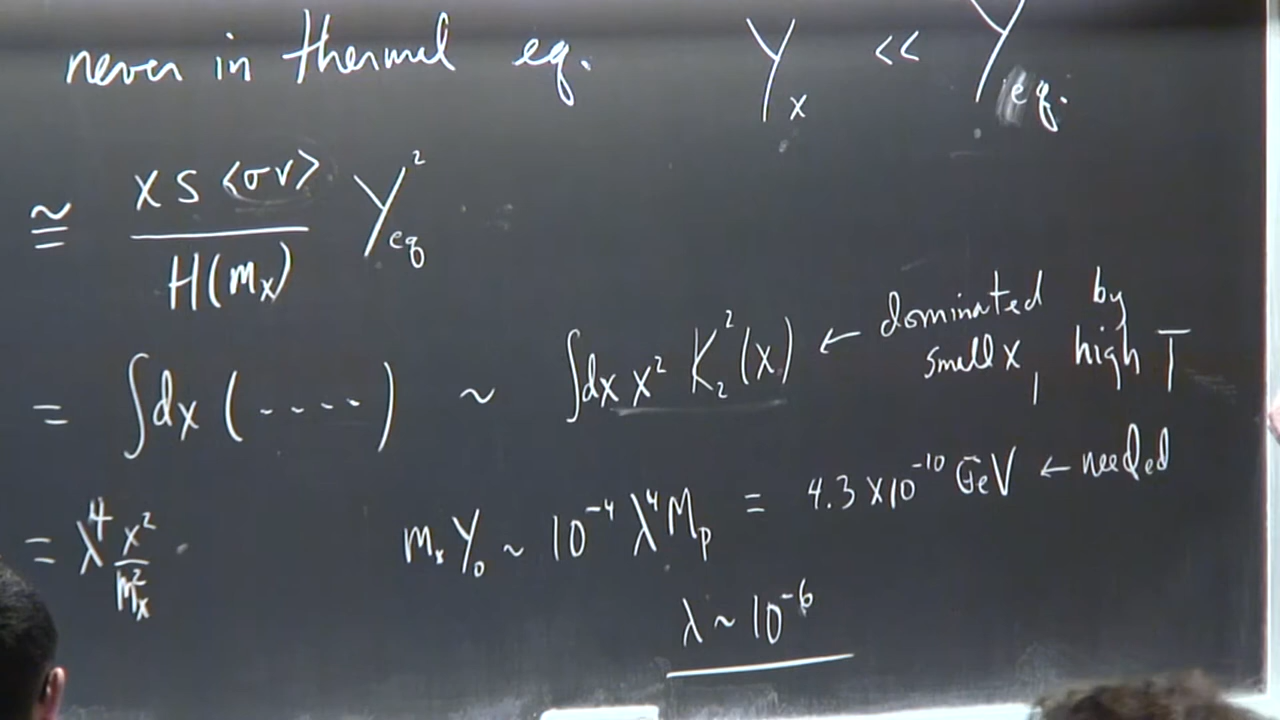 never in thermal eq. Y_x << Y_eq.
≅ x s <σv> / H(m_x) Y_eq^2
= ∫dx (-----) ~ ∫dx x^2 K_2^2(x) ← dominated by
small x, high T
= λ^4 x^2/m_x^2 m_x Y_0 ~ 10^-4 λ^4 M_p = 4.3 x 10^-10 GeV ← needed
λ ~ 10^-6